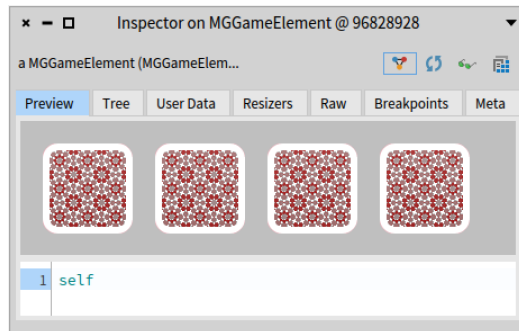 Inspector on MGGameElement @ 96828928
a MGGameElement (MGGameElem...
Preview Tree User Data Resizers Raw Breakpoints Meta
1 self